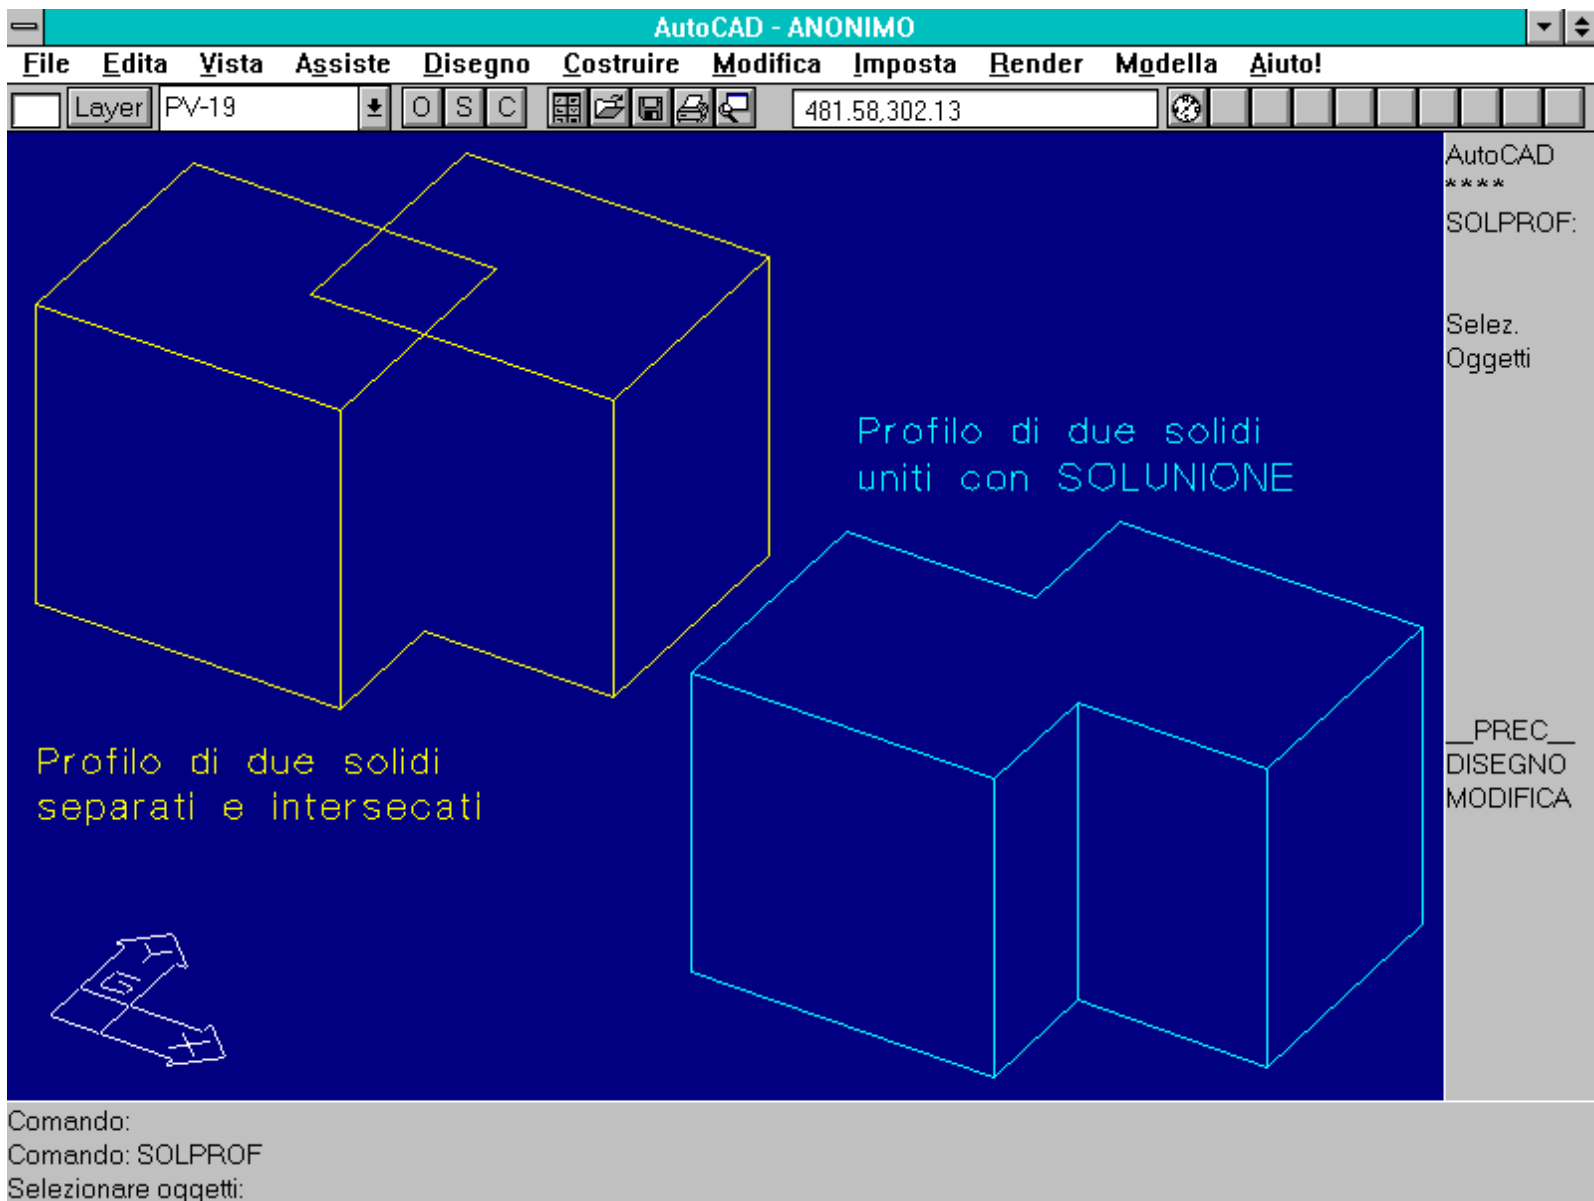 AutoCAD - ANONIMO
File Edita Vista Assiste Disegno Costruire Modifica Imposta Render Modella Aiuto!
Layer PV-19 O S C 481.58,302.13
AutoCAD
****
SOLPROF:
Selez.
Oggetti
Profilo di due solidi
uniti con SOLUNIONE
__PREC__
DISEGNO
MODIFICA
Profilo di due solidi
separati e intersecati
Y
G
X
Comando:
Comando: SOLPROF
Selezionare oggetti: